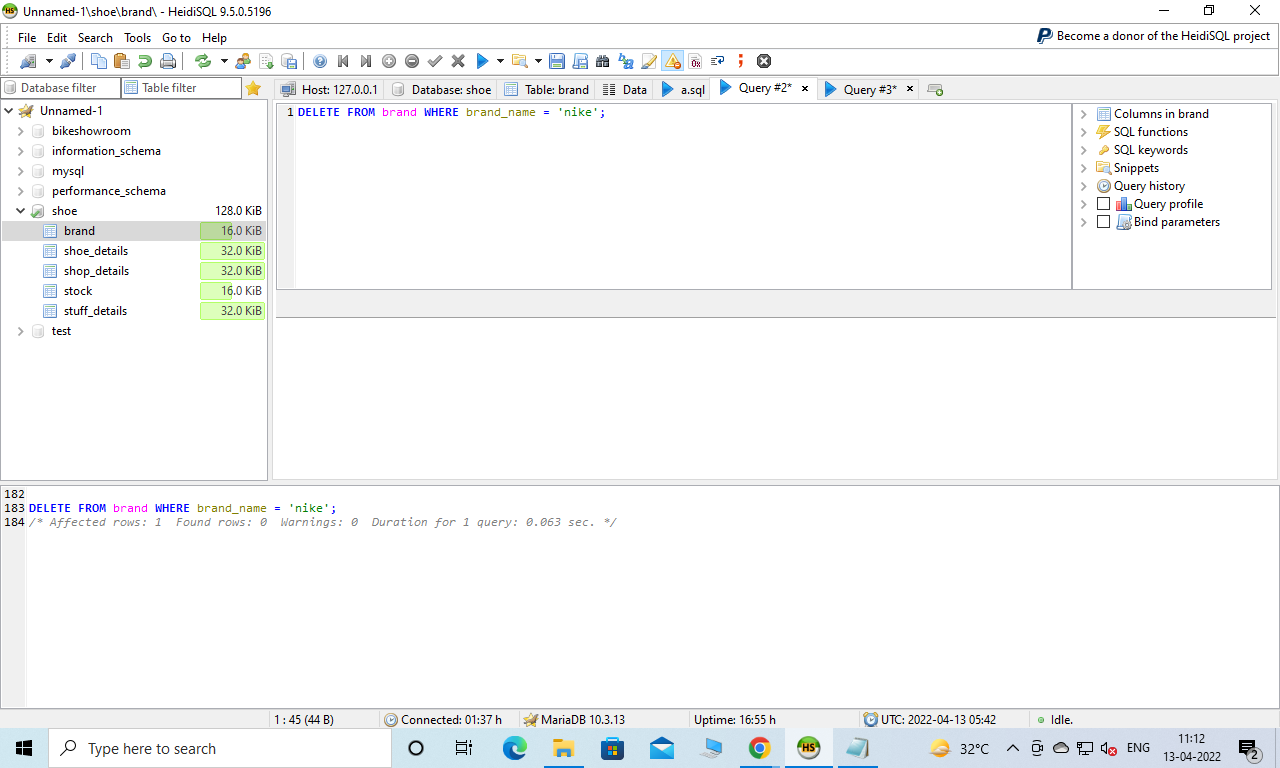 Unnamed-1\shoe\brand\ - HeidiSQL 9.5.0.5196
File Edit Search Tools Go to Help
Become a donor of the HeidiSQL project
Database filter Table filter
Host: 127.0.0.1 Database: shoe Table: brand Data a.sql Query #2* Query #3*
Unnamed-1
bikeshowroom
information_schema
mysql
performance_schema
shoe 128.0 KiB
brand 16.0 KiB
shoe_details 32.0 KiB
shop_details 32.0 KiB
stock 16.0 KiB
stuff_details 32.0 KiB
test
1 DELETE FROM brand WHERE brand_name = 'nike';
Columns in brand
SQL functions
SQL keywords
Snippets
Query history
Query profile
Bind parameters
182
183 DELETE FROM brand WHERE brand_name = 'nike';
184 /* Affected rows: 1 Found rows: 0 Warnings: 0 Duration for 1 query: 0.063 sec. */
1 : 45 (44 B) Connected: 01:37 h MariaDB 10.3.13 Uptime: 16:55 h UTC: 2022-04-13 05:42 Idle.
Type here to search
HS
32°C
ENG
11:12
13-04-2022
2